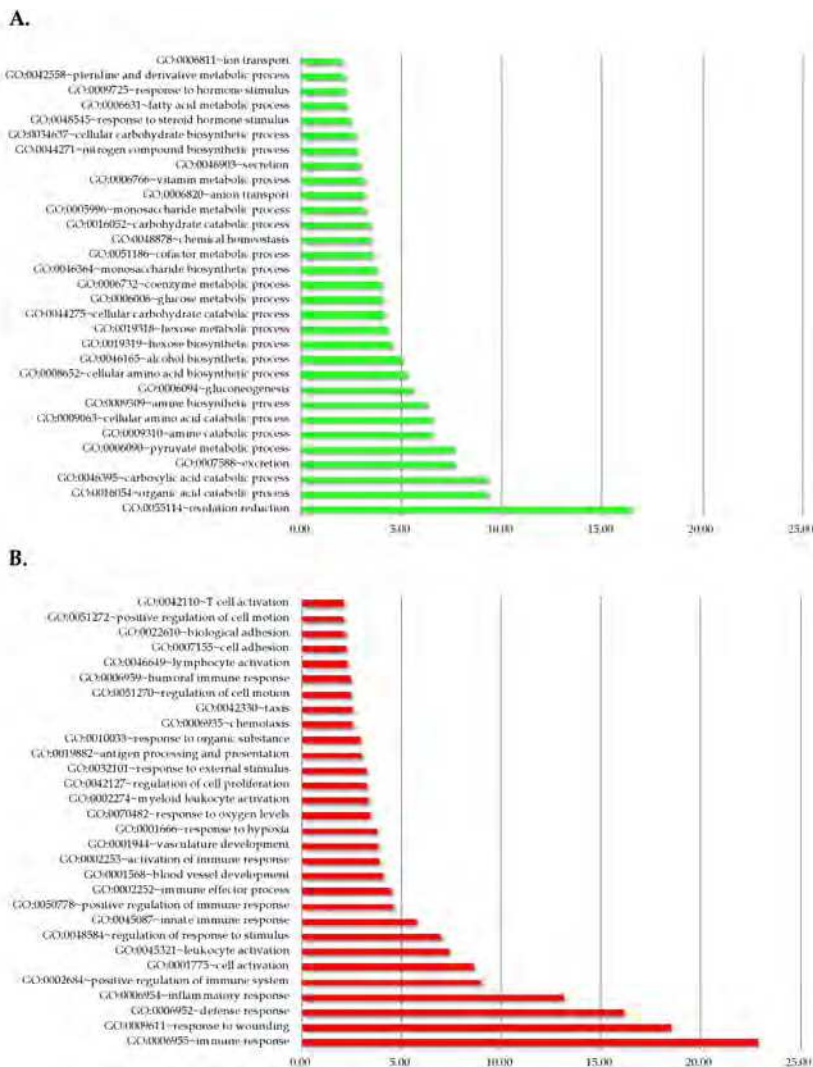 A.
GO:0006811~ion transport
GO:0042558~pteridine and derivative metabolic process
GO:0009725~response to hormone stimulus
GO:0006631~fatty acid metabolic process
GO:0048545~response to steroid hormone stimulus
GO:0034637~cellular carbohydrate biosynthetic process
GO:0044271~nitrogen compound biosynthetic process
GO:0046903~secretion
GO:0006766~vitamin metabolic process
GO:0006820~anion transport
GO:0005996~monosaccharide metabolic process
GO:0016052~carbohydrate catabolic process
GO:0048878~chemical homeostasis
GO:0051186~cofactor metabolic process
GO:0046364~monosaccharide biosynthetic process
GO:0006732~coenzyme metabolic process
GO:0006006~glucose metabolic process
GO:0044275~cellular carbohydrate catabolic process
GO:0019318~hexose metabolic process
GO:0019319~hexose biosynthetic process
GO:0046165~alcohol biosynthetic process
GO:0008652~cellular amino acid biosynthetic process
GO:0006094~gluconeogenesis
GO:0009309~amine biosynthetic process
GO:0009063~cellular amino acid catabolic process
GO:0009310~amine catabolic process
GO:0006090~pyruvate metabolic process
GO:0007588~excretion
GO:0046395~carboxylic acid catabolic process
GO:0016054~organic acid catabolic process
GO:0055114~oxidation reduction
0.00 5.00 10.00 15.00 20.00 25.00
B.
GO:0042110~T cell activation
GO:0051272~positive regulation of cell motion
GO:0022610~biological adhesion
GO:0007155~cell adhesion
GO:0046649~lymphocyte activation
GO:0006959~humoral immune response
GO:0051270~regulation of cell motion
GO:0042330~taxis
GO:0006935~chemotaxis
GO:0010033~response to organic substance
GO:0019882~antigen processing and presentation
GO:0032101~response to external stimulus
GO:0042127~regulation of cell proliferation
GO:0002274~myeloid leukocyte activation
GO:0070482~response to oxygen levels
GO:0001666~response to hypoxia
GO:0001944~vasculature development
GO:0002253~activation of immune response
GO:0001568~blood vessel development
GO:0002252~immune effector process
GO:0050778~positive regulation of immune response
GO:0045087~innate immune response
GO:0048584~regulation of response to stimulus
GO:0045321~leukocyte activation
GO:0001775~cell activation
GO:0002684~positive regulation of immune system
GO:0006954~inflammatory response
GO:0006952~defense response
GO:0009611~response to wounding
GO:0006955~immune response
0.00 5.00 10.00 15.00 20.00 25.00